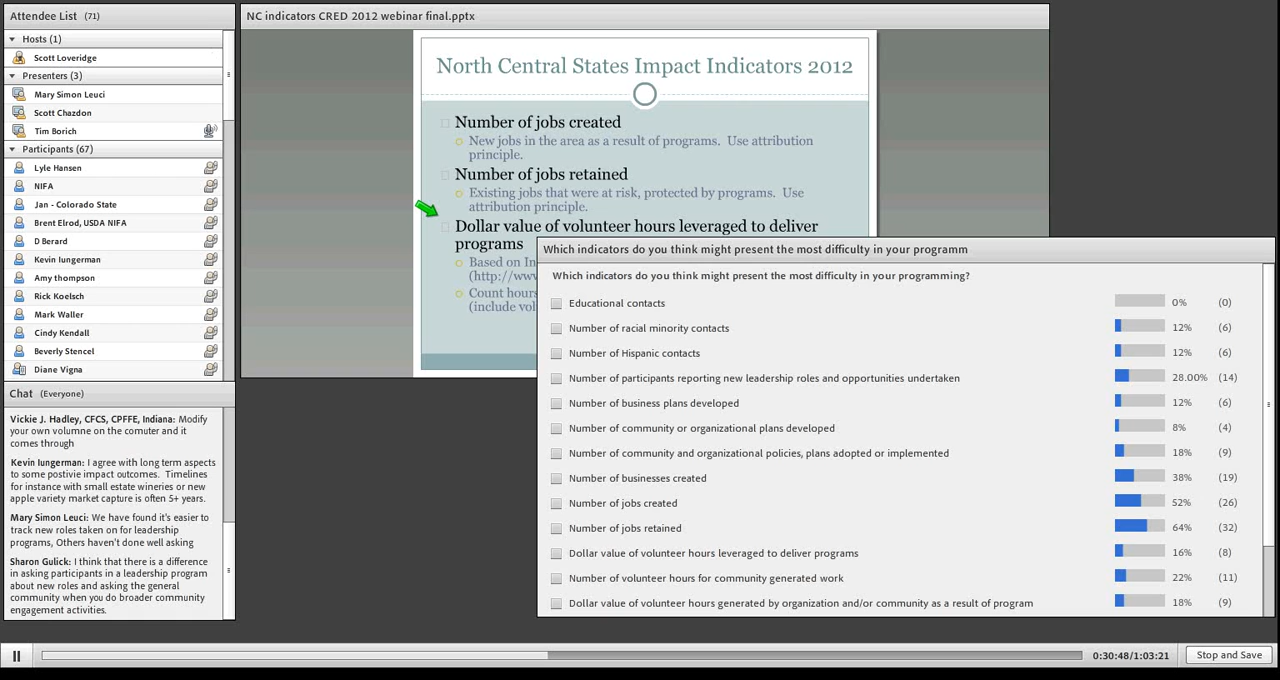 Attendee List (71)
Hosts (1)
Scott Loveridge
Presenters (3)
Mary Simon Leuci
Scott Chazdon
Tim Borich
Participants (67)
Lyle Hansen
NIFA
Jan - Colorado State
Brent Elrod, USDA NIFA
D Berard
Kevin Iungerman
Amy thompson
Rick Koelsch
Mark Waller
Cindy Kendall
Beverly Stencel
Diane Vigna
Chat (Everyone)
Vickie J. Hadley, CFCS, CPFFE, Indiana: Modify
your own volumne on the comuter and it
comes through
Kevin Iungerman: I agree with long term aspects
to some postivie impact outcomes. Timelines
for instance with small estate wineries or new
apple variety market capture is often 5+ years.
Mary Simon Leuci: We have found it's easier to
track new roles taken on for leadership
programs, Others haven't done well asking
Sharon Gulick: I think that there is a difference
in asking participants in a leadership program
about new roles and asking the general
community when you do broader community
engagement activities.
NC indicators CRED 2012 webinar final.pptx
North Central States Impact Indicators 2012
Number of jobs created
New jobs in the area as a result of programs. Use attribution
principle.
Number of jobs retained
Existing jobs that were at risk, protected by programs. Use
attribution principle.
Dollar value of volunteer hours leveraged to deliver
programs
Based on In
(http://www
Count hours
(include vol
Which indicators do you think might present the most difficulty in your programm
Which indicators do you think might present the most difficulty in your programming?
Educational contacts 0% (0)
Number of racial minority contacts 12% (6)
Number of Hispanic contacts 12% (6)
Number of participants reporting new leadership roles and opportunities undertaken 28.00% (14)
Number of business plans developed 12% (6)
Number of community or organizational plans developed 8% (4)
Number of community and organizational policies, plans adopted or implemented 18% (9)
Number of businesses created 38% (19)
Number of jobs created 52% (26)
Number of jobs retained 64% (32)
Dollar value of volunteer hours leveraged to deliver programs 16% (8)
Number of volunteer hours for community generated work 22% (11)
Dollar value of volunteer hours generated by organization and/or community as a result of program 18% (9)
0:30:48/1:03:21
Stop and Save